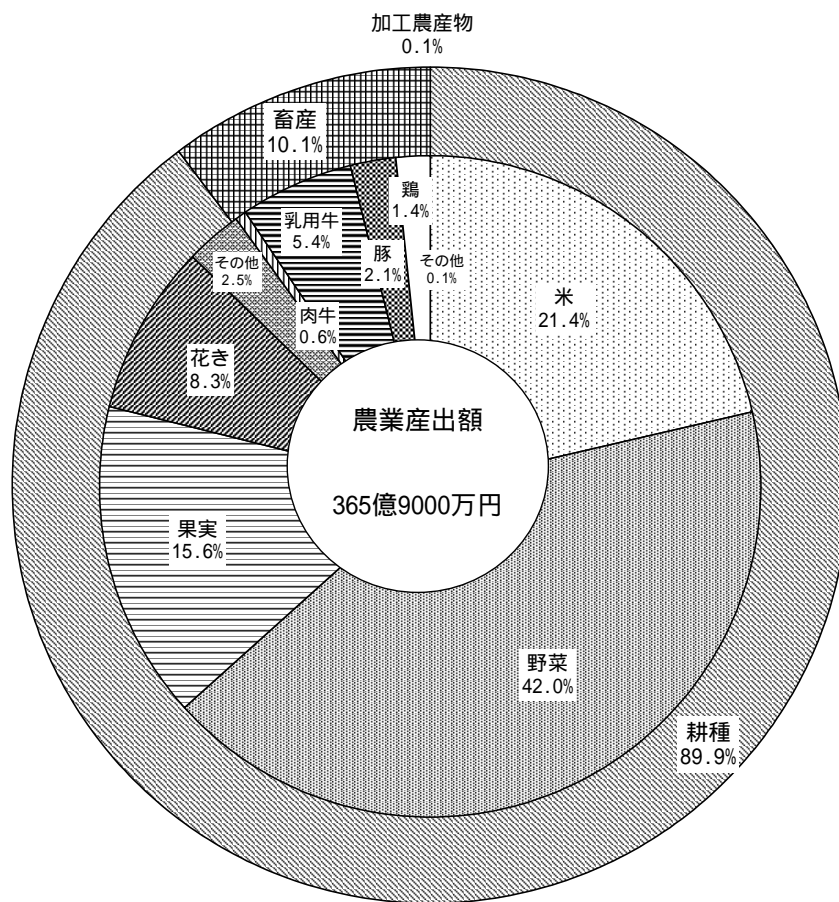 加工農産物
0.1%
畜産
10.1%
鶏
1.4%
乳用牛
5.4%
豚
2.1%
その他
2.5%
その他
0.1%
米
21.4%
肉牛
0.6%
花き
8.3%
農業産出額
365億9000万円
果実
15.6%
野菜
42.0%
耕種
89.9%